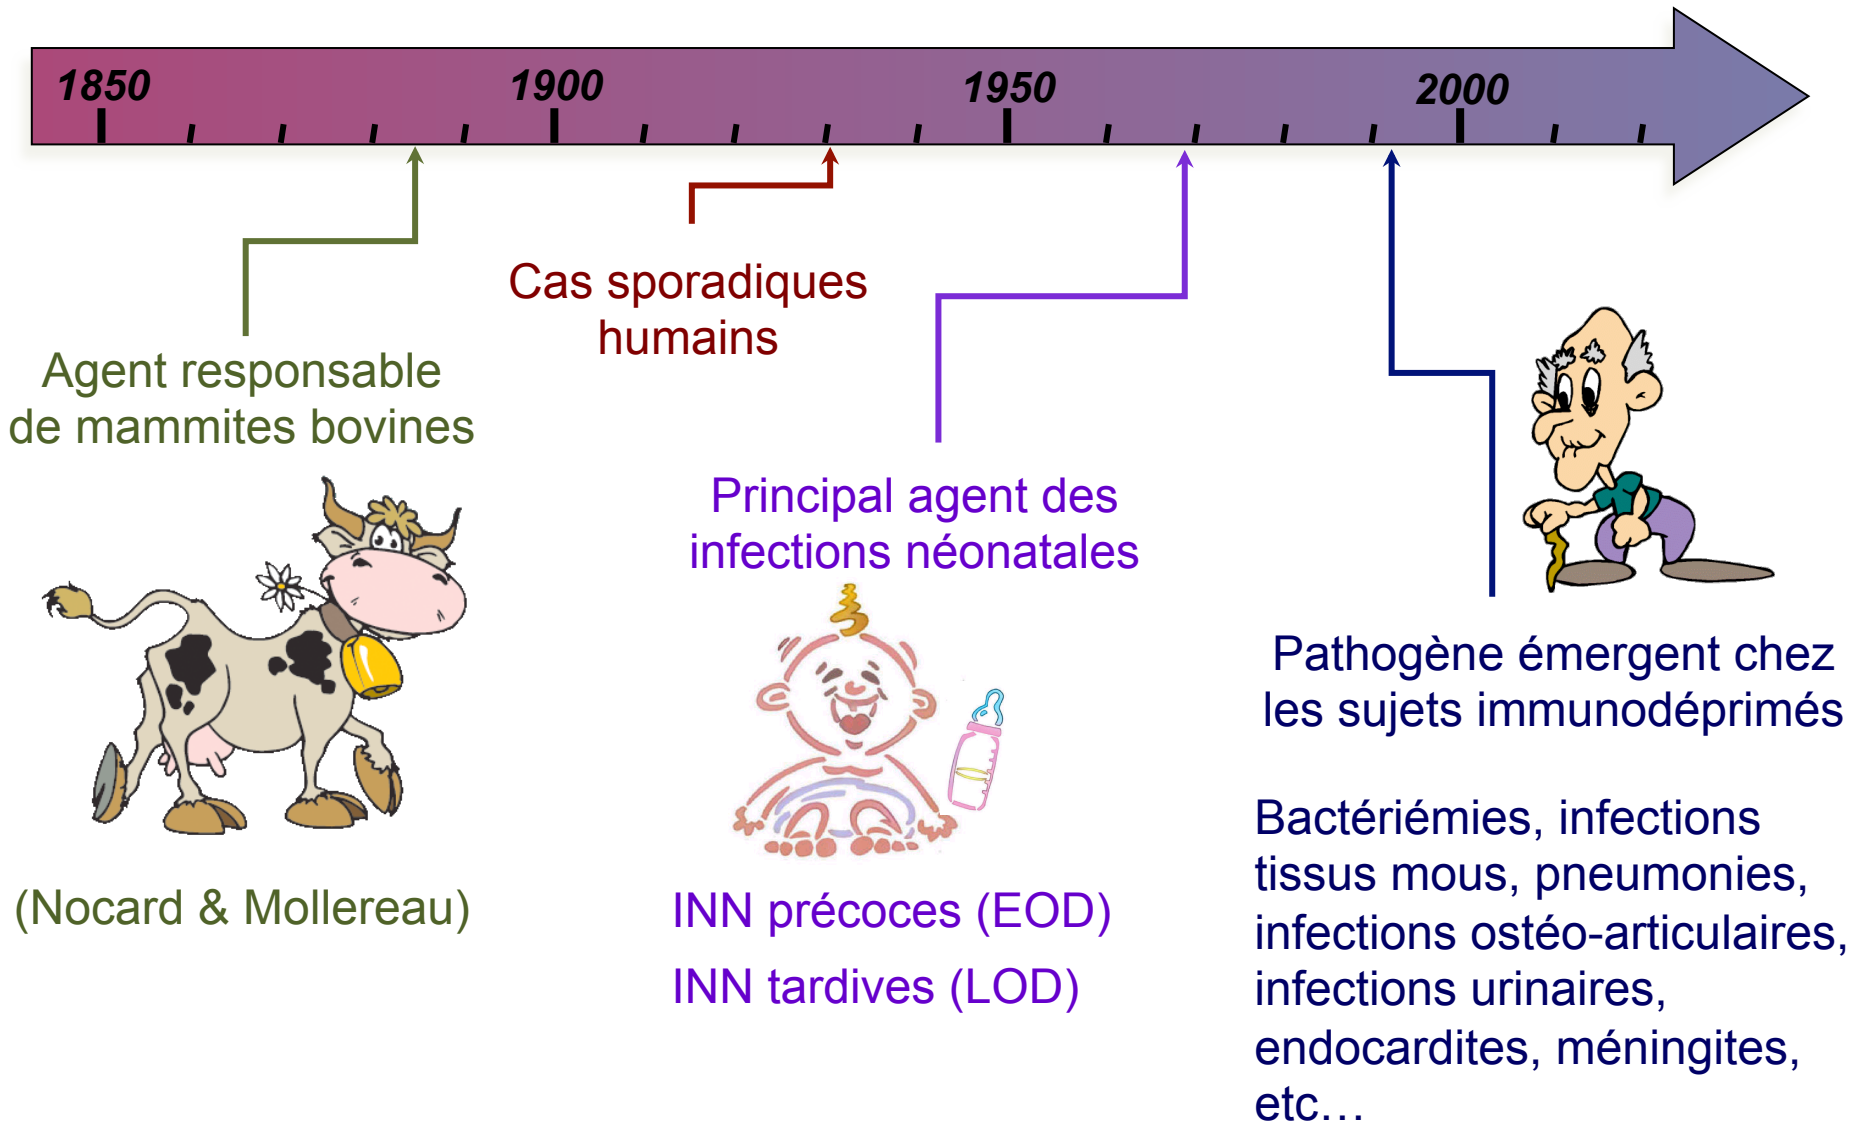 1850
1900
1950
2000
Agent responsable
de mammites bovines
(Nocard & Mollereau)
Cas sporadiques
humains
Principal agent des
infections néonatales
INN précoces (EOD)
INN tardives (LOD)
Pathogène émergent chez
les sujets immunodéprimés
Bactériémies, infections
tissus mous, pneumonies,
infections ostéo-articulaires,
infections urinaires,
endocardites, méningites,
etc…